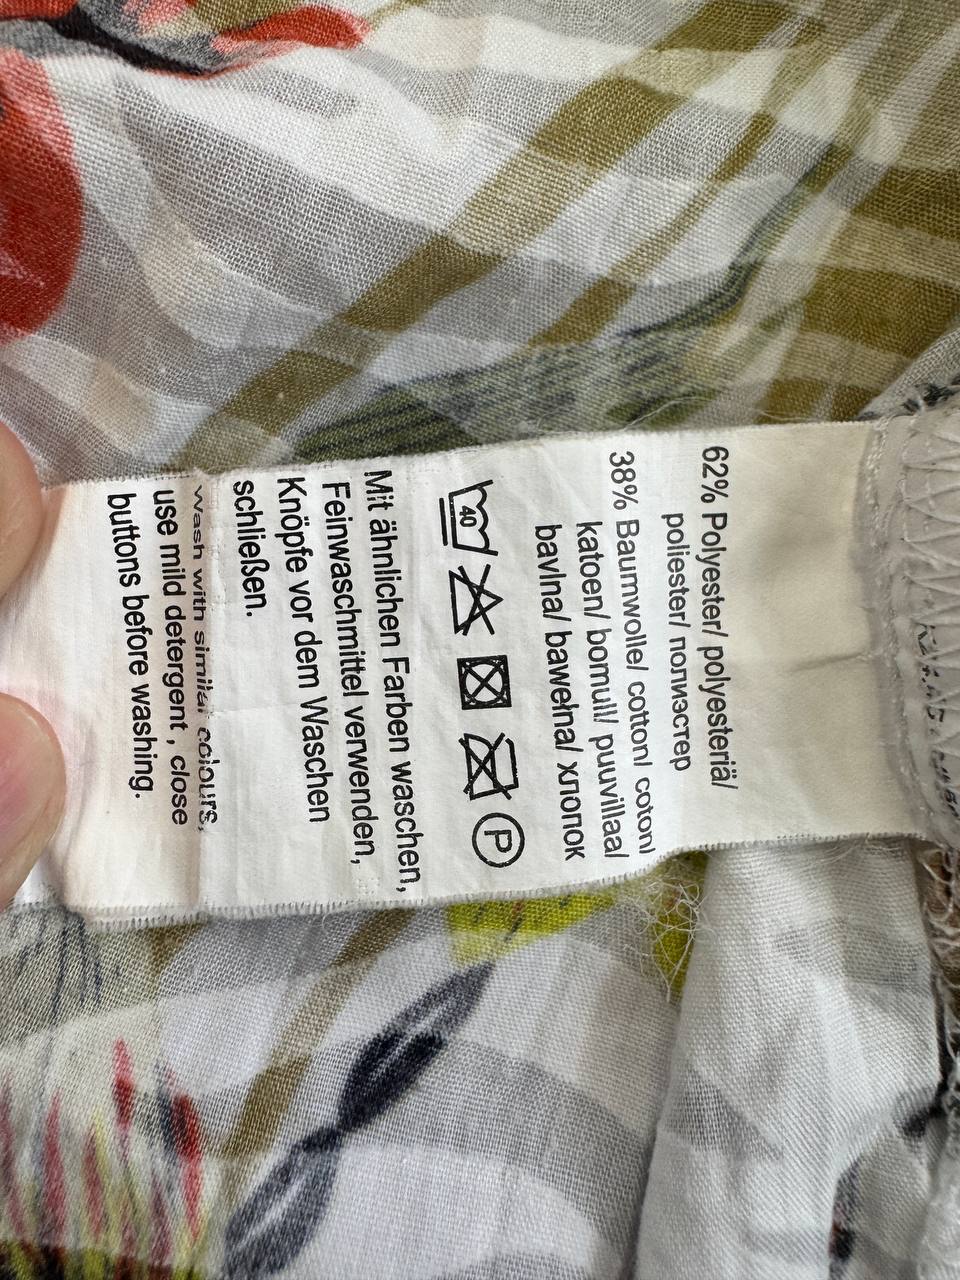 62% Polyester/ polyesteriä/
poliester/ полиэстер
38% Baumwolle/ cotton/ coton/
katoen/ bomull/ puuvillaa/
bavlna/ bawełna/ хлопок
40
P
Mit ähnlichen Farben waschen,
Feinwaschmittel verwenden,
Knöpfe vor dem Waschen
schließen.
Wash with similar colours,
use mild detergent , close
buttons before washing.